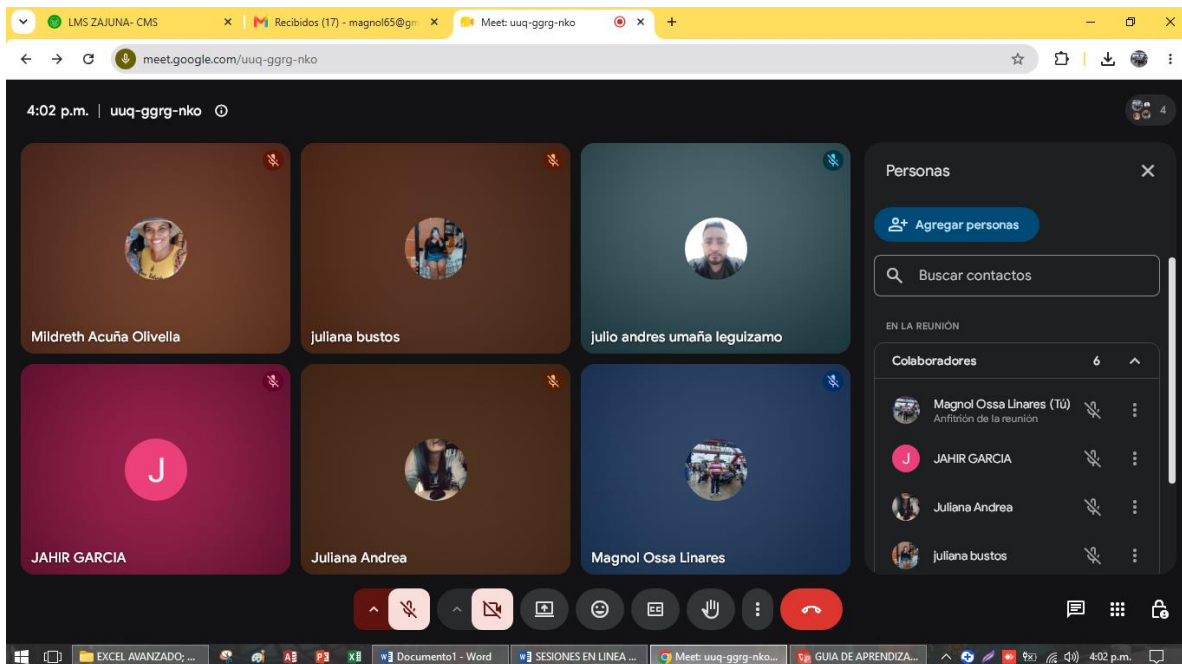 LMS ZAJUNA- CMS
Recibidos (17) - magnol65@gm
Meet: uuq-ggrg-nko
meet.google.com/uuq-ggrg-nko
4:02 p.m. | uuq-ggrg-nko
4
Mildreth Acuña Olivella
juliana bustos
julio andres umaña leguizamo
J
JAHIR GARCIA
Juliana Andrea
Magnol Ossa Linares
Personas
Agregar personas
Buscar contactos
EN LA REUNIÓN
Colaboradores 6
Magnol Ossa Linares (Tú)
Anfitrión de la reunión
J JAHIR GARCIA
Juliana Andrea
juliana bustos
CC
EXCEL AVANZADO; ... Documento1 - Word SESIONES EN LINEA ... Meet: uuq-ggrg-nko... GUIA DE APRENDIZA... 4:02 p.m.